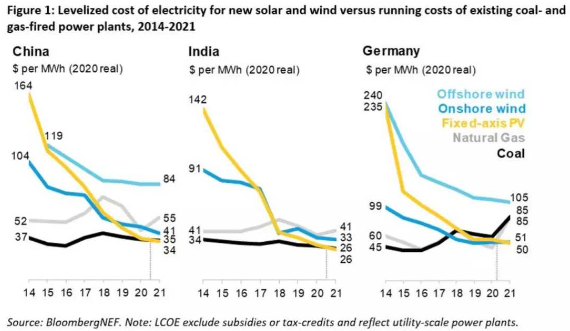 Figure 1: Levelized cost of electricity for new solar and wind versus running costs of existing coal- and
gas-fired power plants, 2014-2021
China
$ per MWh (2020 real)
164
119
104
84
52
55
37
41
35
34
14 15 16 17 18 19 20 21
India
$ per MWh (2020 real)
142
91
41
34
41
33
26
26
14 15 16 17 18 19 20 21
Germany
$ per MWh (2020 real)
240
235
Offshore wind
Onshore wind
Fixed-axis PV
Natural Gas
Coal
99
105
85
85
60
45
51
50
14 15 16 17 18 19 20 21
Source: BloombergNEF. Note: LCOE exclude subsidies or tax-credits and reflect utility-scale power plants.